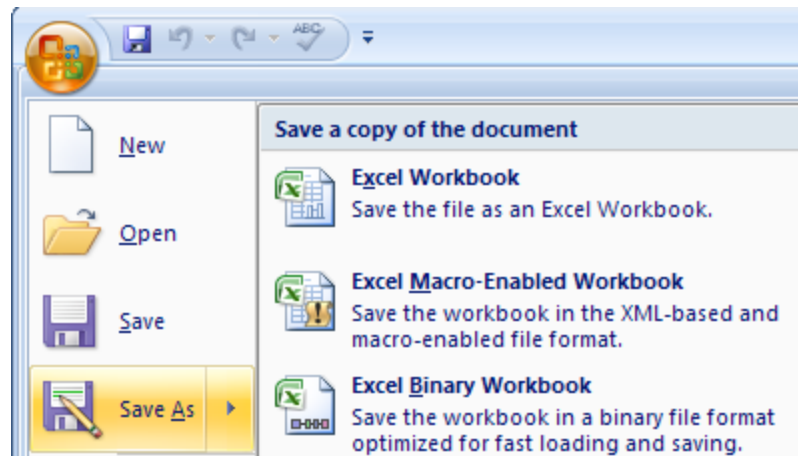 ABC
New
Open
Save
Save As
Save a copy of the document
Excel Workbook
Save the file as an Excel Workbook.
Excel Macro-Enabled Workbook
Save the workbook in the XML-based and
macro-enabled file format.
Excel Binary Workbook
Save the workbook in a binary file format
optimized for fast loading and saving.